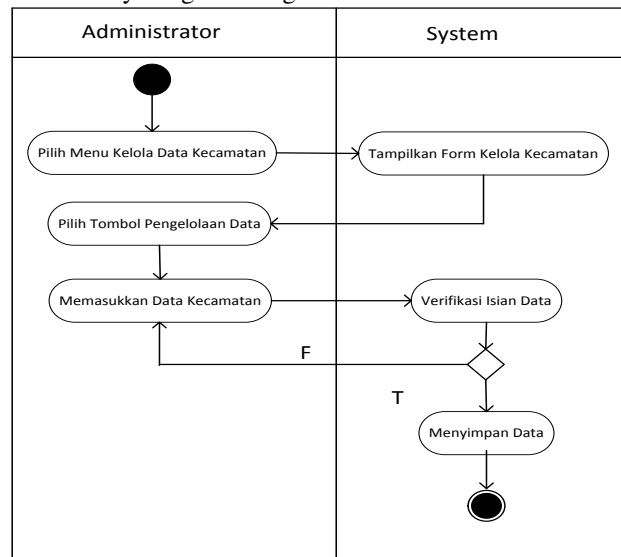 Administrator
System
Pilih Menu Kelola Data Kecamatan
Tampilkan Form Kelola Kecamatan
Pilih Tombol Pengelolaan Data
Memasukkan Data Kecamatan
Verifikasi Isian Data
F
T
Menyimpan Data